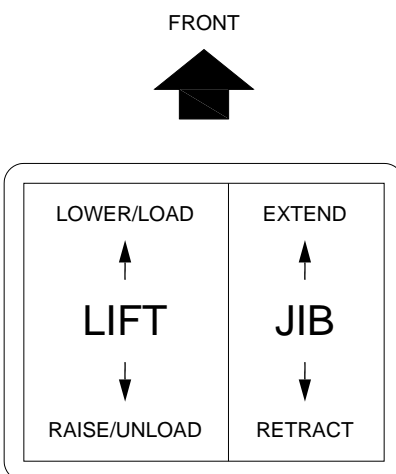 FRONT
LOWER/LOAD EXTEND
LIFT JIB
RAISE/UNLOAD RETRACT